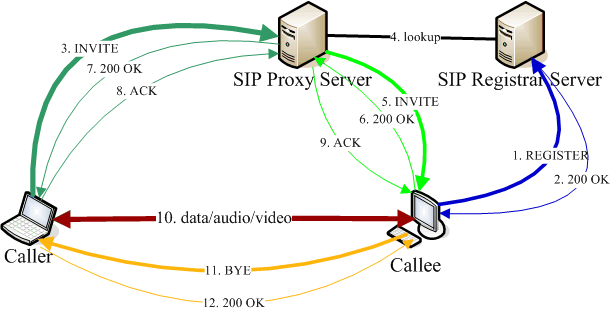 3. INVITE
4. lookup
7. 200 OK
SIP Proxy Server
SIP Registrar Server
8. ACK
5. INVITE
6. 200 OK
9. ACK
1. REGISTER
2. 200 OK
10. data/audio/video
Caller
Callee
11. BYE
12. 200 OK